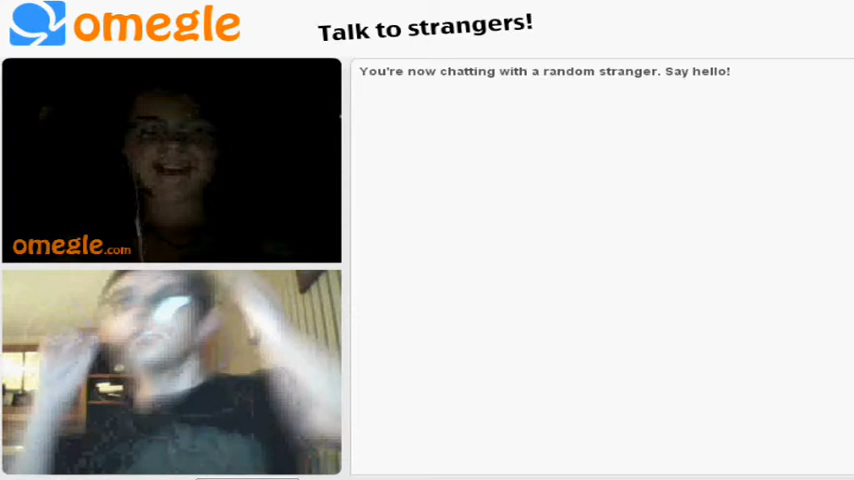 omegle
Talk to strangers!
You're now chatting with a random stranger. Say hello!
omegle.com